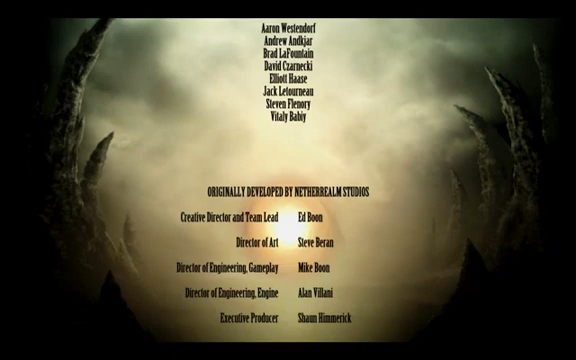 Aaron Westendorf
Andrew Andkjar
Brad LaFountain
David Czarnecki
Elliott Haase
Jack Letourneau
Steven Flenory
Vitaly Babiy
ORIGINALLY DEVELOPED BY NETHERREALM STUDIOS
Creative Director and Team Lead Ed Boon
Director of Art Steve Beran
Director of Engineering, Gameplay Mike Boon
Director of Engineering, Engine Alan Villani
Executive Producer Shaun Himmerick